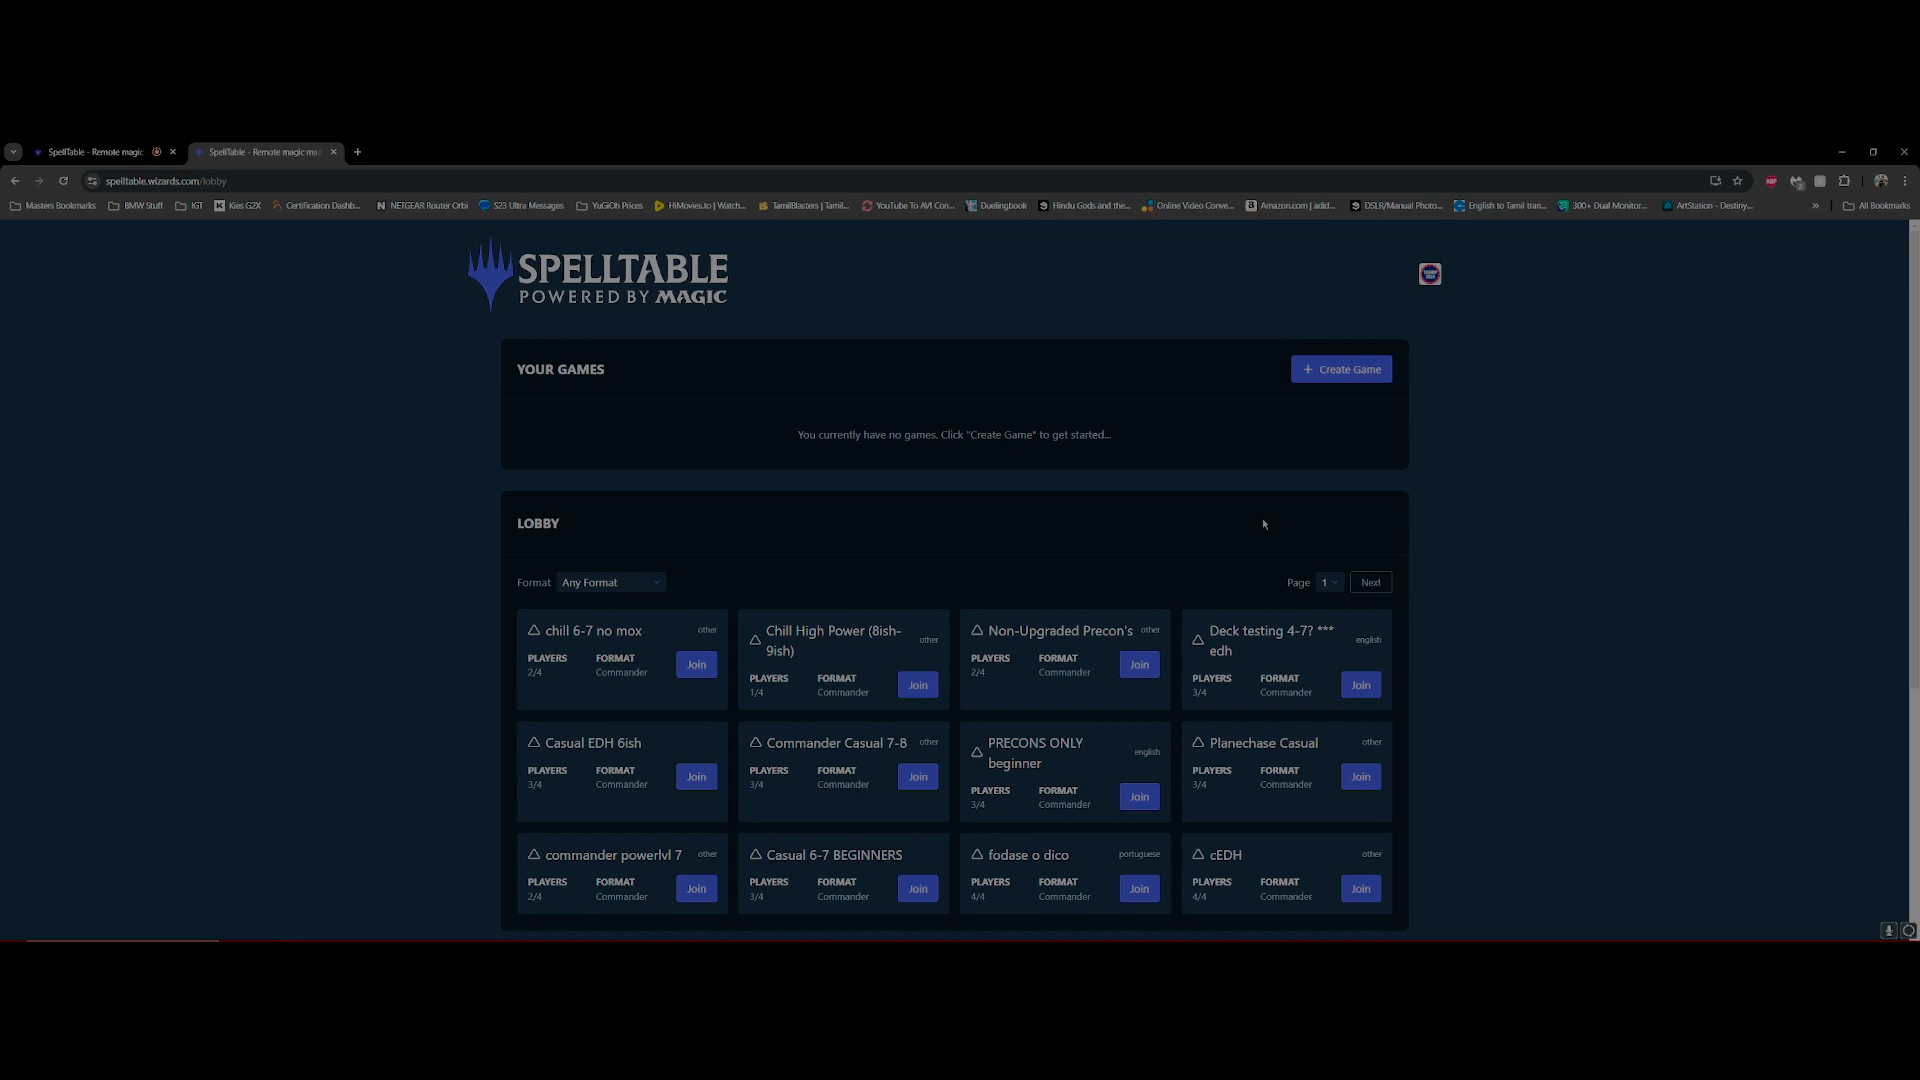 SpellTable - Remote magic
SpellTable - Remote magic ma
spelltable.wizards.com/lobby
Masters Bookmarks
BMW Stuff
IGT
Kies G2X
Certification Dashb...
NETGEAR Router Orbi
S23 Ultra Messages
YuGiOh Prices
HiMovies.to | Watch...
TamilBlasters | Tamil...
YouTube To AVI Con...
Duelingbook
Hindu Gods and the...
Online Video Conve...
Amazon.com | adid...
DSLR/Manual Photo...
English to Tamil tran...
300+ Dual Monitor...
ArtStation - Destiny...
»
All Bookmarks
SPELLTABLE
POWERED BY MAGIC
YOUR GAMES
+ Create Game
You currently have no games. Click "Create Game" to get started...
LOBBY
Format Any Format
Page 1 Next
chill 6-7 no mox other
PLAYERS FORMAT
2/4 Commander
Join
Chill High Power (8ish-
9ish)
other
PLAYERS FORMAT
1/4 Commander
Join
Non-Upgraded Precon's other
PLAYERS FORMAT
2/4 Commander
Join
Deck testing 4-7? ***
edh
english
PLAYERS FORMAT
3/4 Commander
Join
Casual EDH 6ish
PLAYERS FORMAT
3/4 Commander
Join
Commander Casual 7-8 other
PLAYERS FORMAT
3/4 Commander
Join
PRECONS ONLY
beginner
english
PLAYERS FORMAT
3/4 Commander
Join
Planechase Casual other
PLAYERS FORMAT
3/4 Commander
Join
commander powerlvl 7 other
PLAYERS FORMAT
2/4 Commander
Join
Casual 6-7 BEGINNERS
PLAYERS FORMAT
3/4 Commander
Join
fodase o dico portuguese
PLAYERS FORMAT
4/4 Commander
Join
cEDH other
PLAYERS FORMAT
4/4 Commander
Join